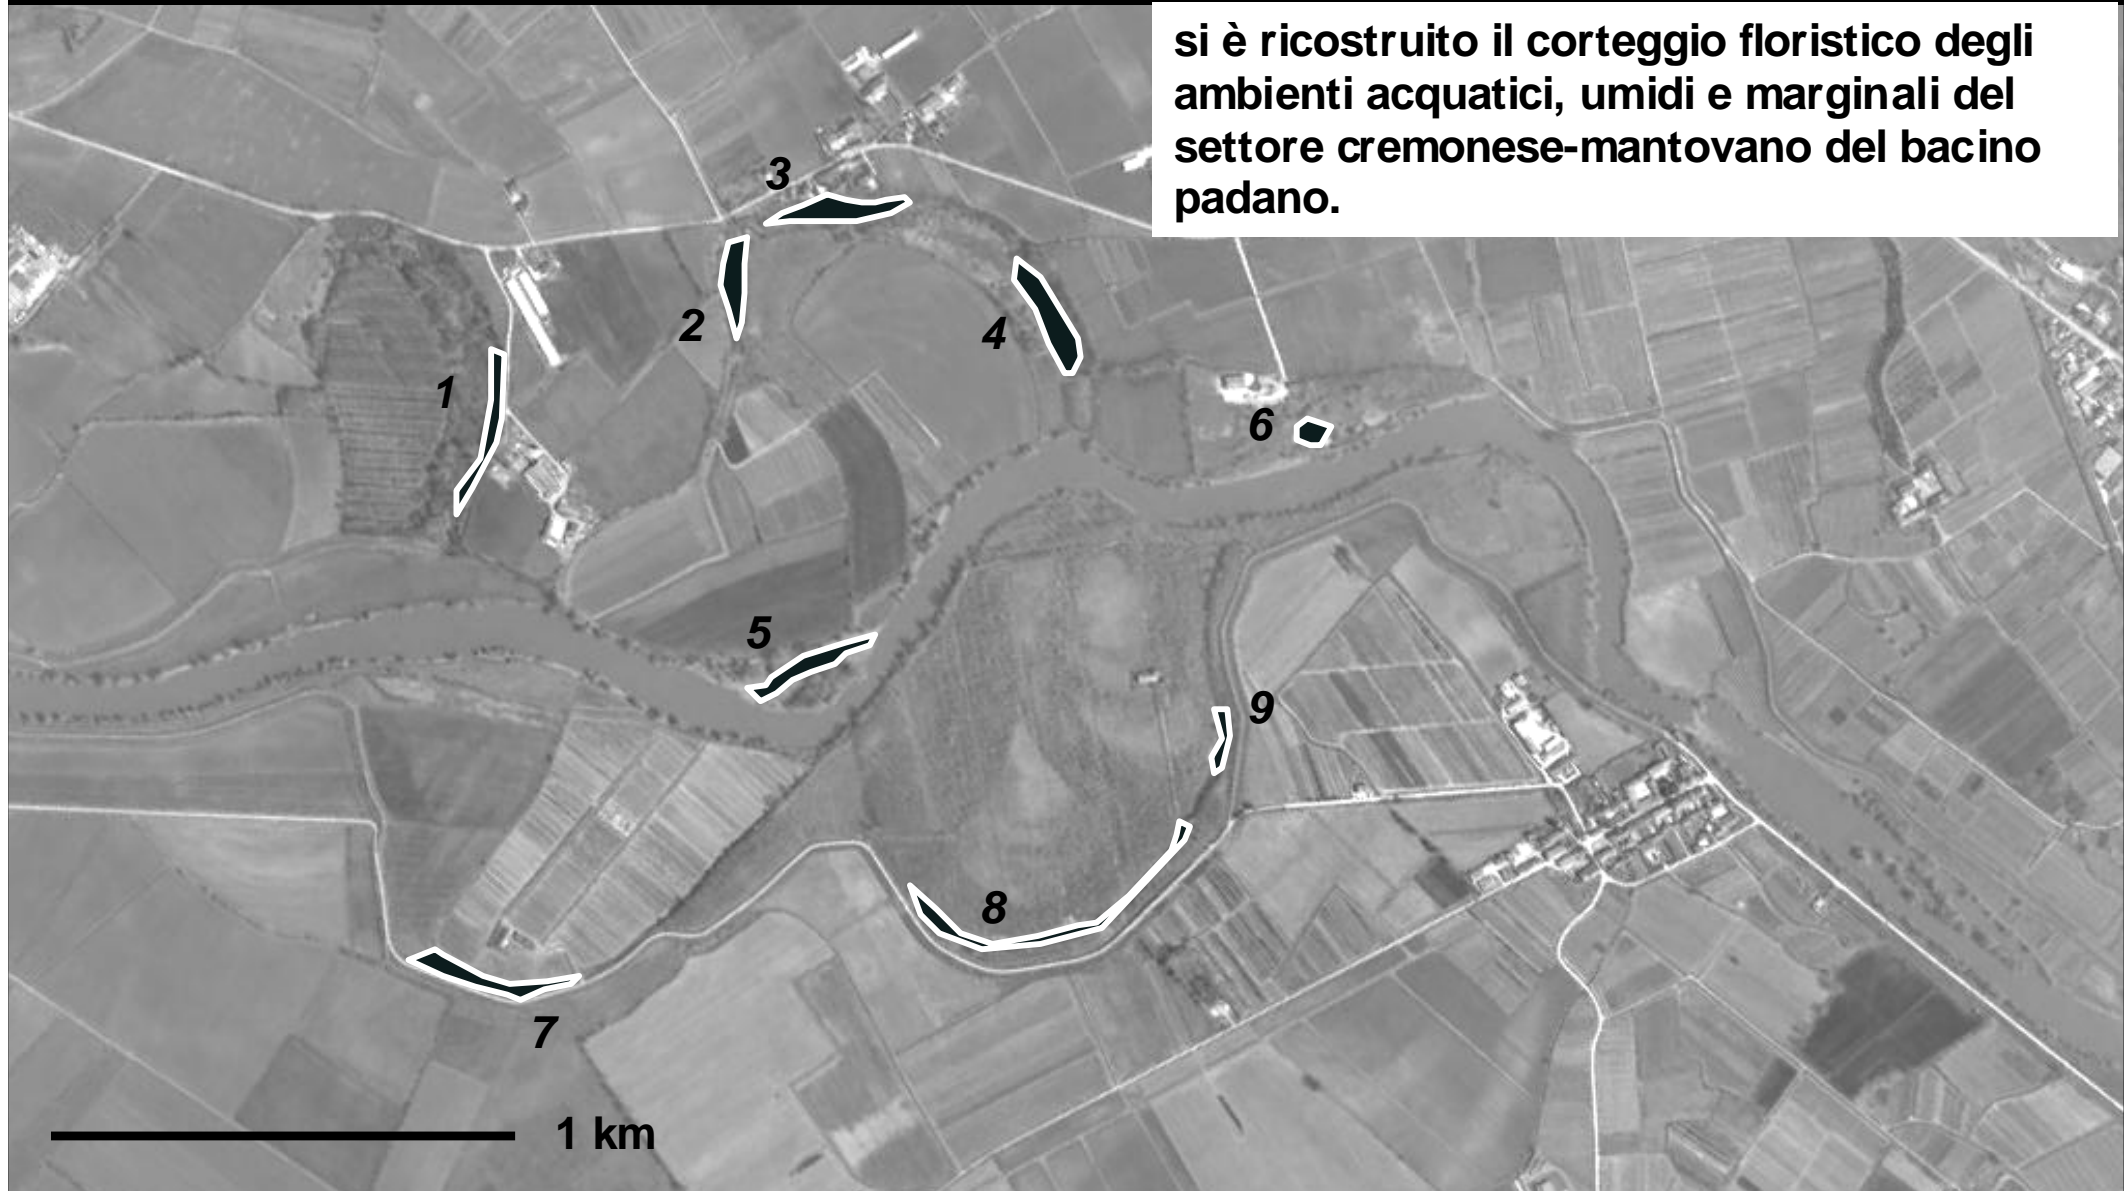 si è ricostruito il corteggio floristico degli
ambienti acquatici, umidi e marginali del
settore cremonese-mantovano del bacino
padano.
3
2
4
1
6
5
9
8
7
1 km